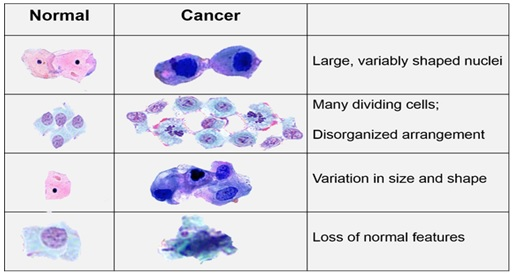 Normal Cancer
Large, variably shaped nuclei
Many dividing cells;
Disorganized arrangement
Variation in size and shape
Loss of normal features